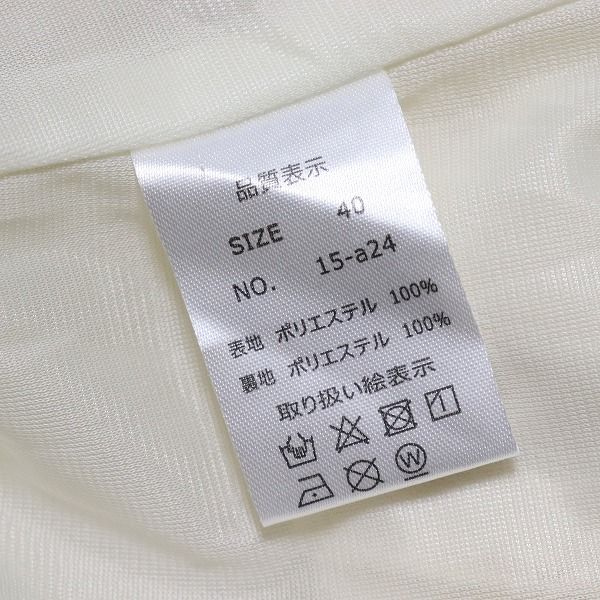 品質表示
SIZE 40
NO. 15-a24
表地 ポリエステル 100%
裏地 ポリエステル 100%
取り扱い絵表示
W